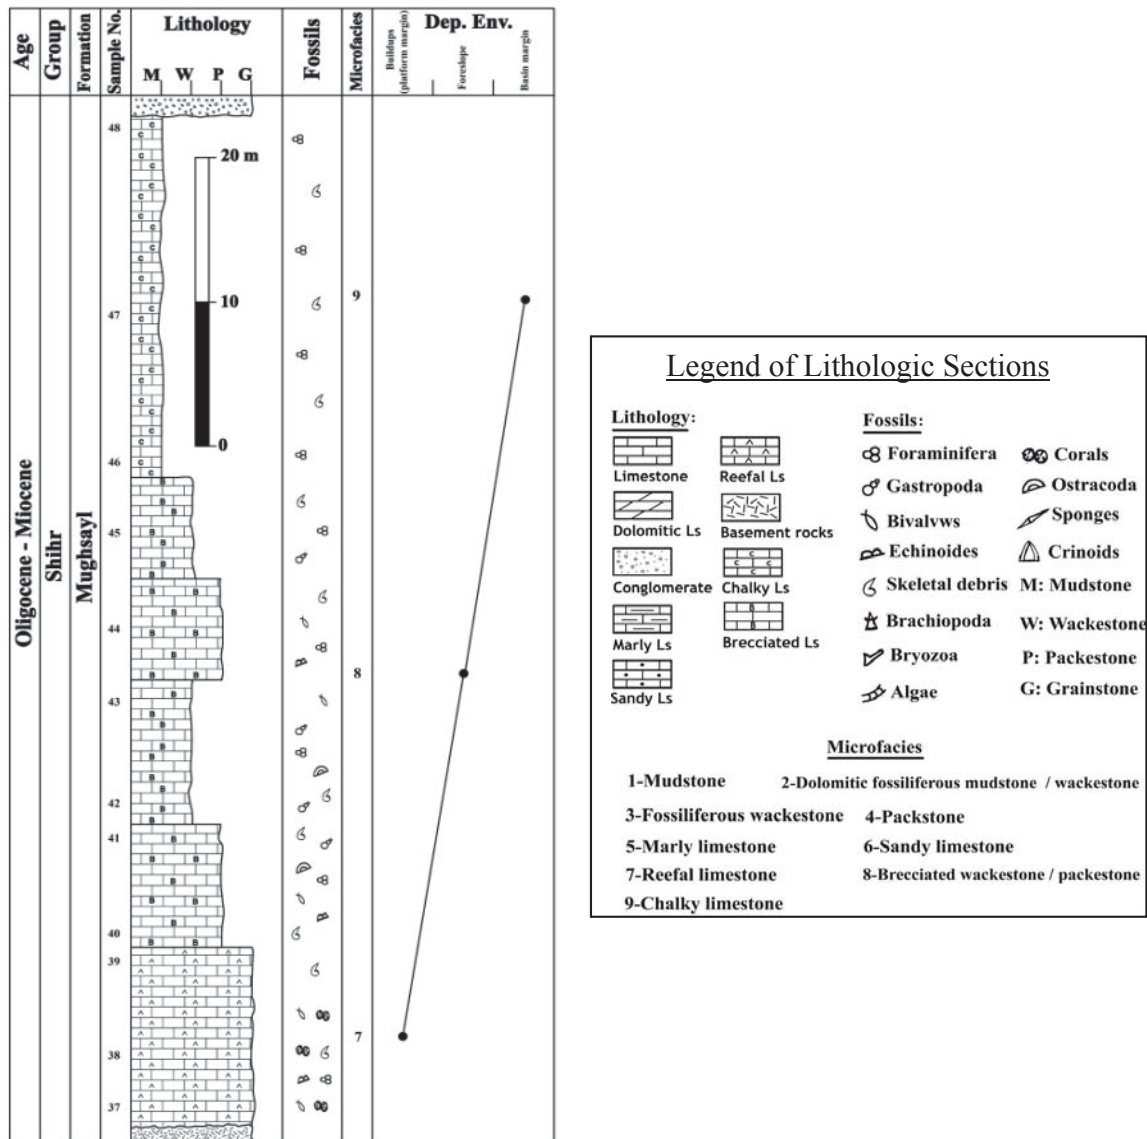 Age
Group
Formation
Sample No.
Lithology
M W P G
Fossils
Microfacies
Dep. Env.
Buildups
(platform margin)
Foreslope
Basin margin
Oligocene - Miocene
Shihr
Mughsayl
48
47
46
45
44
43
42
41
40
39
38
37
C
B
20 m
10
0
9
8
7
Legend of Lithologic Sections
Lithology:
Limestone
Reefal Ls
Dolomitic Ls
Basement rocks
Conglomerate
Chalky Ls
Marly Ls
Brecciated Ls
Sandy Ls
Fossils:
Foraminifera
Corals
Gastropoda
Ostracoda
Bivalvws
Sponges
Echinoides
Crinoids
Skeletal debris
M: Mudstone
Brachiopoda
W: Wackestone
Bryozoa
P: Packestone
Algae
G: Grainstone
Microfacies
1-Mudstone 2-Dolomitic fossiliferous mudstone / wackestone
3-Fossiliferous wackestone 4-Packstone
5-Marly limestone 6-Sandy limestone
7-Reefal limestone 8-Brecciated wackestone / packestone
9-Chalky limestone